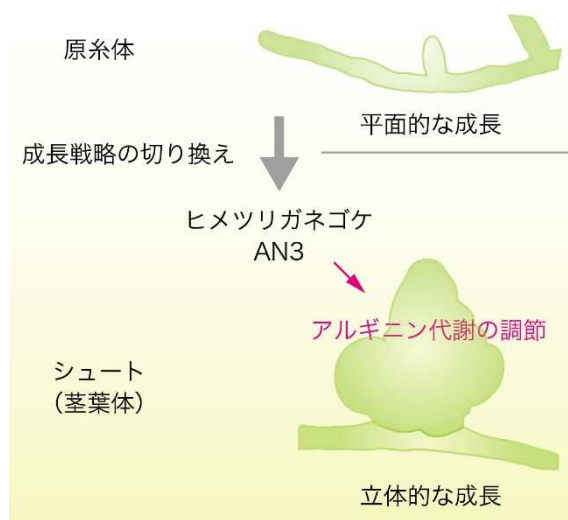 原糸体
平面的な成長
成長戦略の切り換え
ヒメツリガネゴケ
AN3
アルギニン代謝の調節
シュート
（茎葉体）
立体的な成長